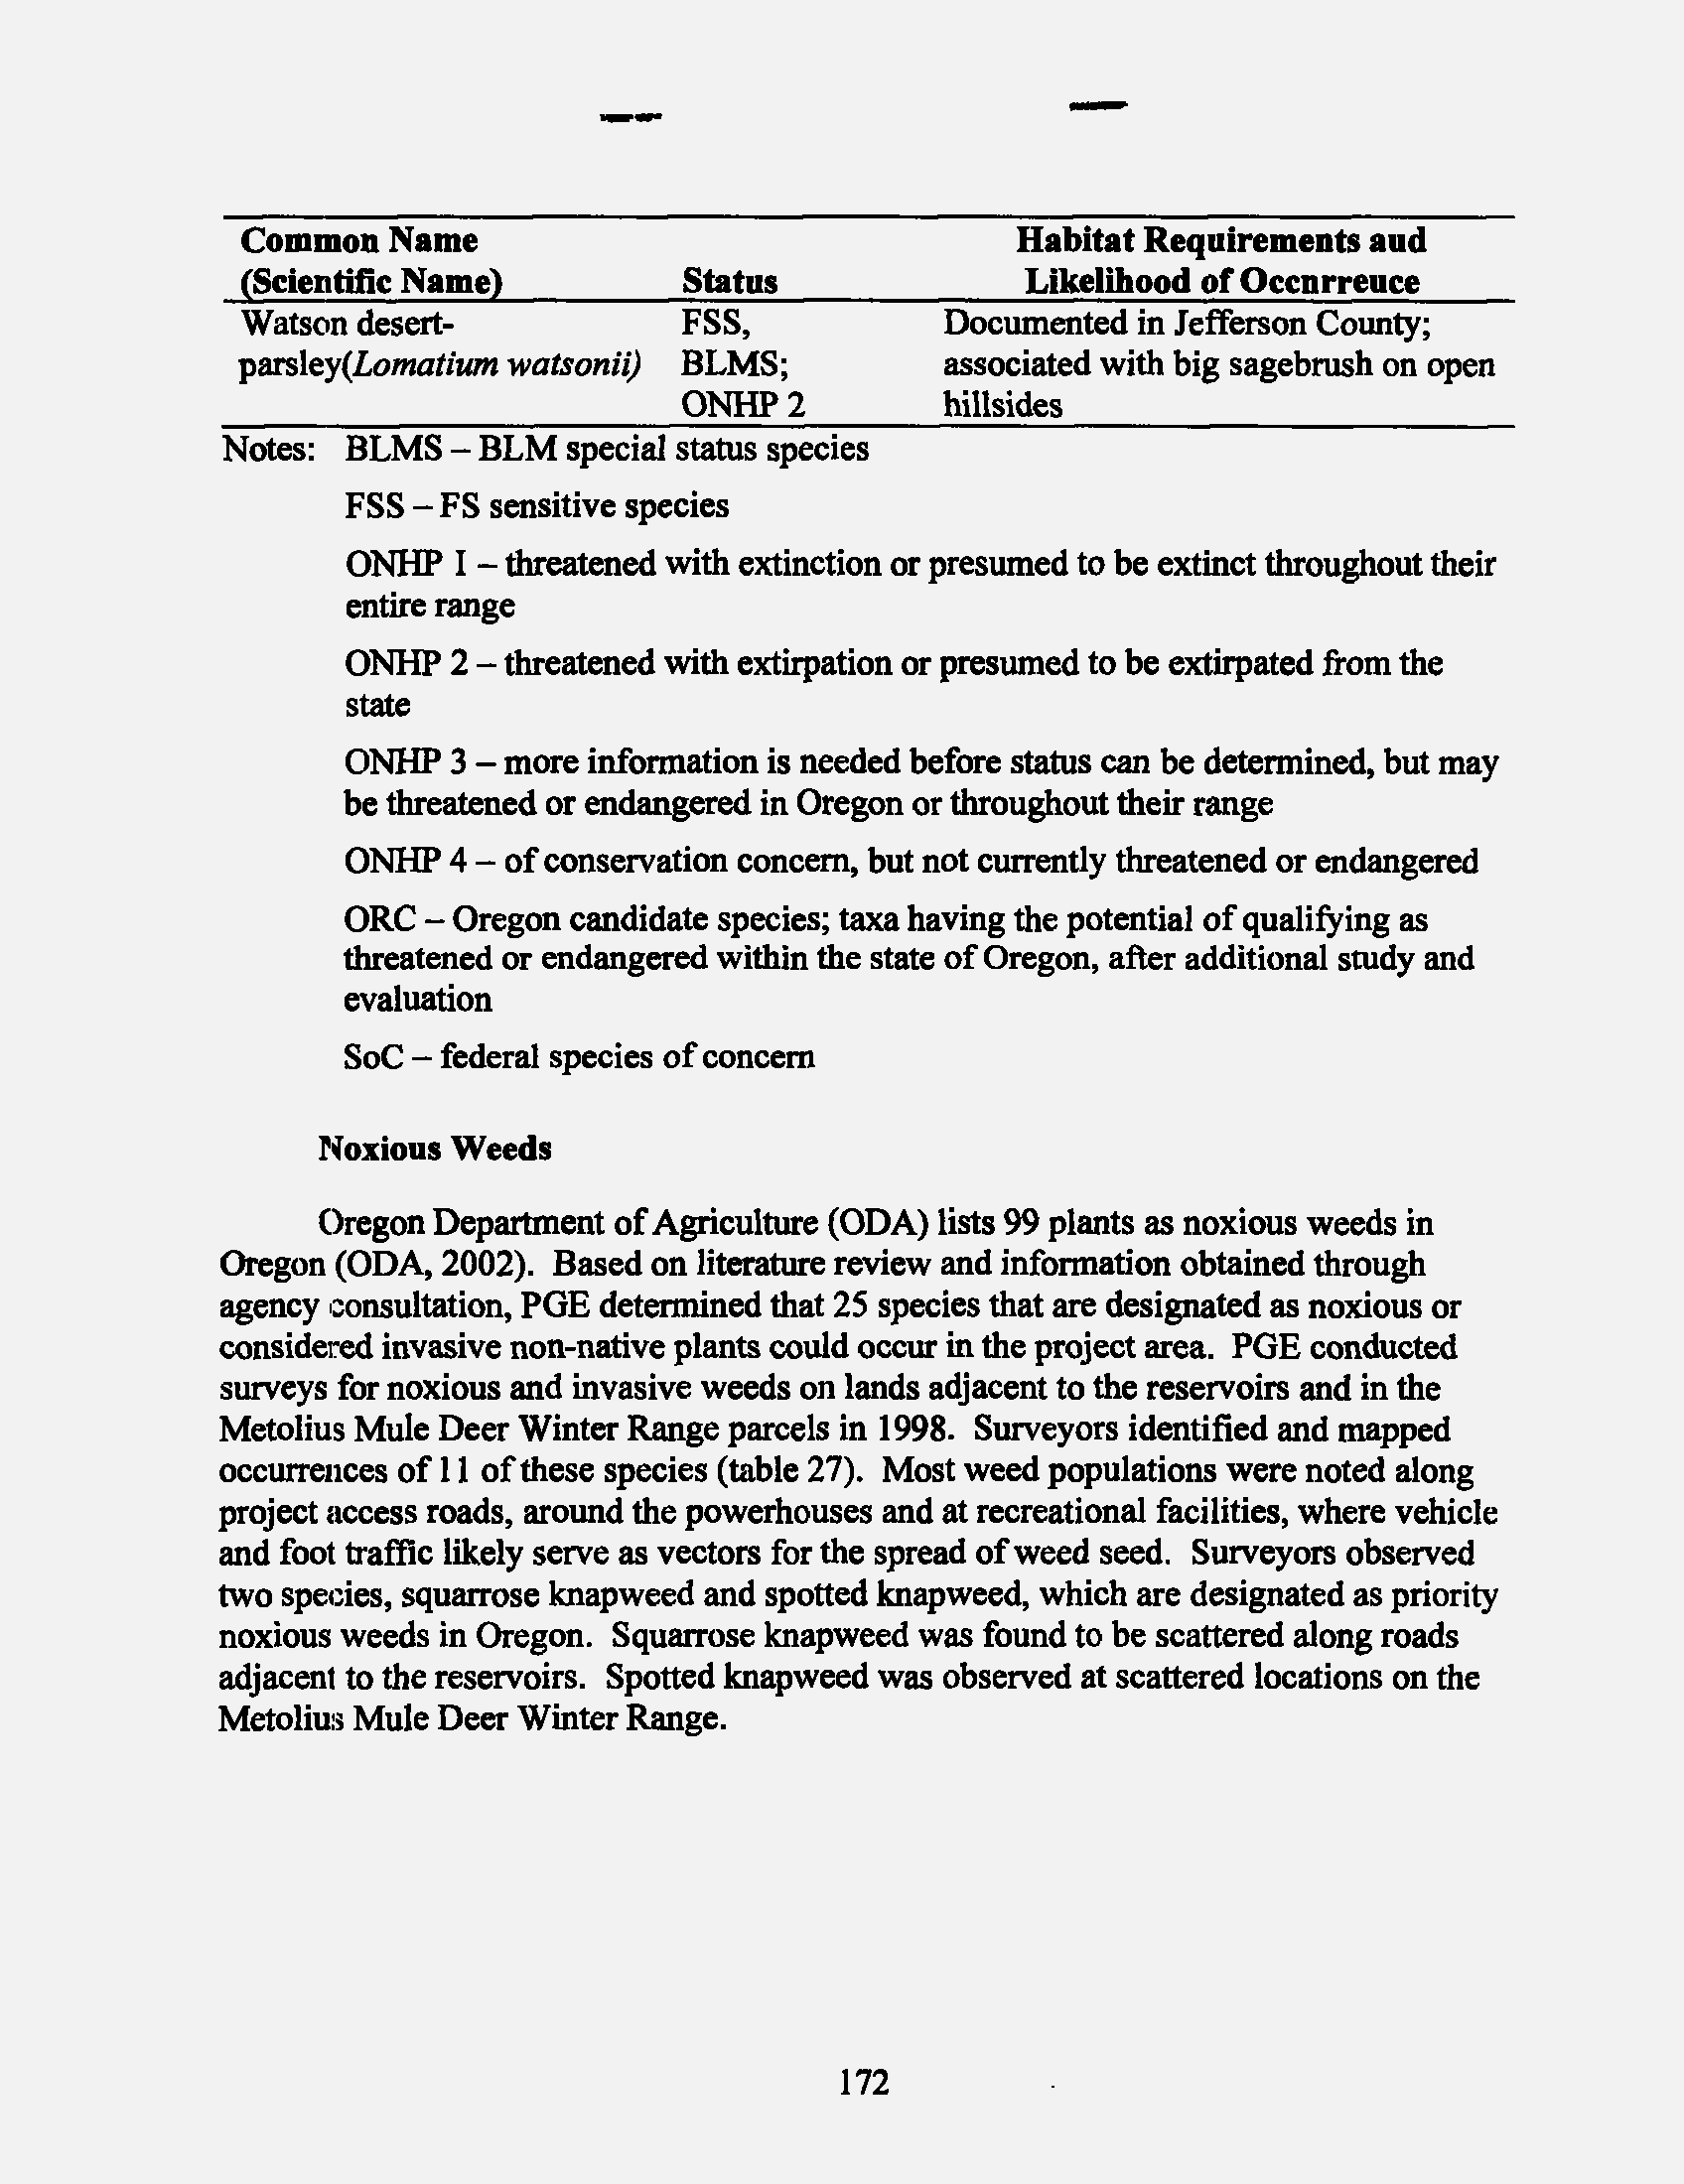 Common Name Habitat Requirements aud
(Scientific Name) Status Likelihood of Occnrreuce
Watson desert- FSS, Documented in Jefferson County;
parsley(Lomatium watsonii) BLMS; associated with big sagebrush on open
ONHP 2 hillsides
Notes: BLMS – BLM special status species
FSS – FS sensitive species
ONHP I – threatened with extinction or presumed to be extinct throughout their
entire range
ONHP 2 – threatened with extirpation or presumed to be extirpated from the
state
ONHP 3 – more information is needed before status can be determined, but may
be threatened or endangered in Oregon or throughout their range
ONHP 4 – of conservation concern, but not currently threatened or endangered
ORC – Oregon candidate species; taxa having the potential of qualifying as
threatened or endangered within the state of Oregon, after additional study and
evaluation
SoC – federal species of concern
Noxious Weeds
Oregon Department of Agriculture (ODA) lists 99 plants as noxious weeds in
Oregon (ODA, 2002). Based on literature review and information obtained through
agency consultation, PGE determined that 25 species that are designated as noxious or
considered invasive non-native plants could occur in the project area. PGE conducted
surveys for noxious and invasive weeds on lands adjacent to the reservoirs and in the
Metolius Mule Deer Winter Range parcels in 1998. Surveyors identified and mapped
occurrences of 11 of these species (table 27). Most weed populations were noted along
project access roads, around the powerhouses and at recreational facilities, where vehicle
and foot traffic likely serve as vectors for the spread of weed seed. Surveyors observed
two species, squarrose knapweed and spotted knapweed, which are designated as priority
noxious weeds in Oregon. Squarrose knapweed was found to be scattered along roads
adjacent to the reservoirs. Spotted knapweed was observed at scattered locations on the
Metolius Mule Deer Winter Range.
172